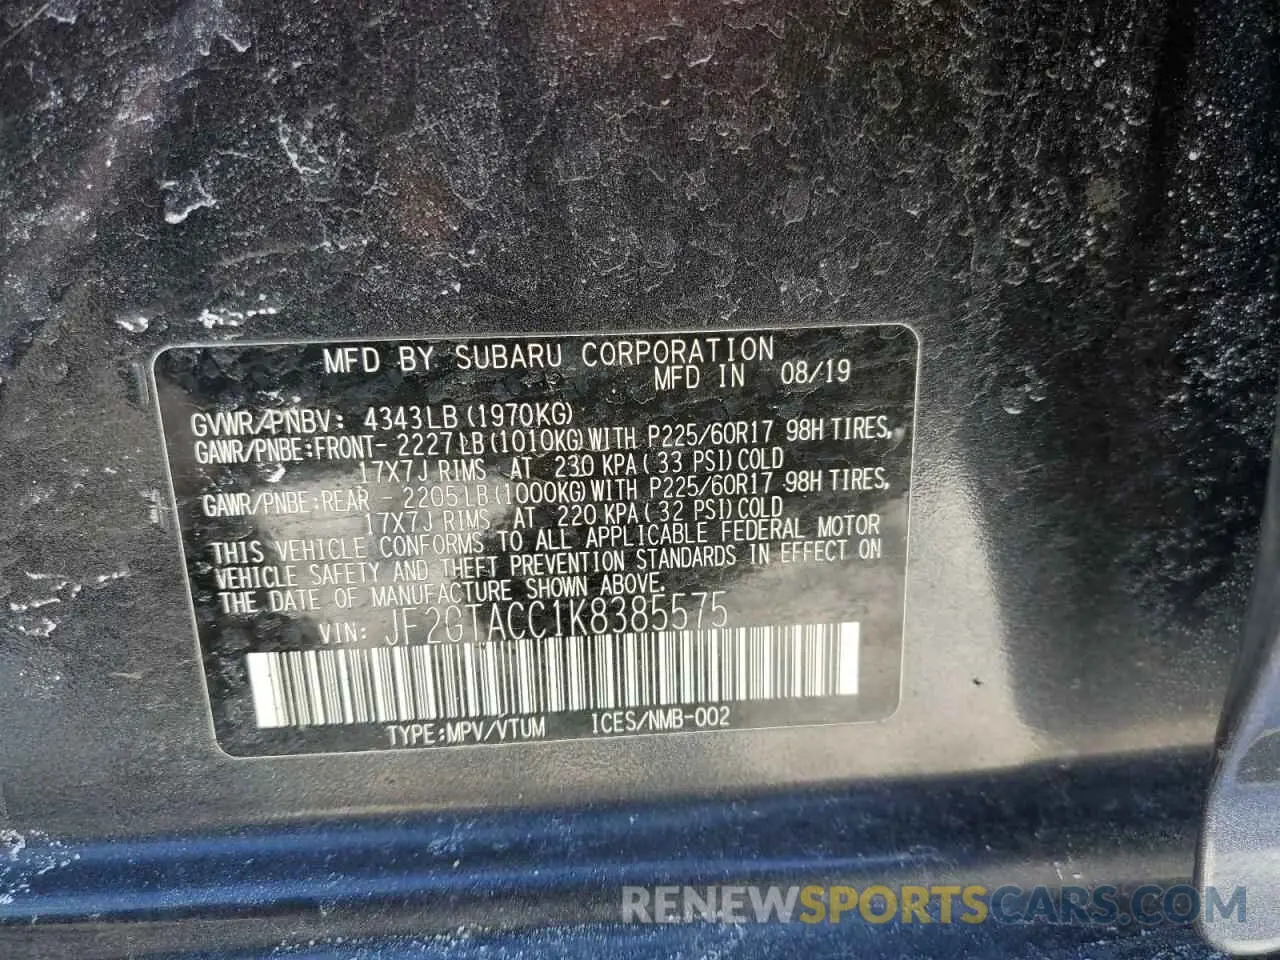 MFD BY SUBARU CORPORATION
MFD IN 08/19
GVWR/PNBV: 4343LB(1970KG)
GAWR/PNBE:FRONT- 2227LB(1010KG)WITH P225/60R17 98H TIRES,
17X7J RIMS AT 230 KPA( 33 PSI)COLD
GAWR/PNBE:REAR - 2205LB(1000KG)WITH P225/60R17 98H TIRES,
17X7J RIMS AT 220 KPA( 32 PSI)COLD
THIS VEHICLE CONFORMS TO ALL APPLICABLE FEDERAL MOTOR
VEHICLE SAFETY AND THEFT PREVENTION STANDARDS IN EFFECT ON
THE DATE OF MANUFACTURE SHOWN ABOVE.
VIN: JF2GTACC1K8385575
TYPE:MPV/VTUM ICES/NMB-002
RENEWSPORTSCARS.COM